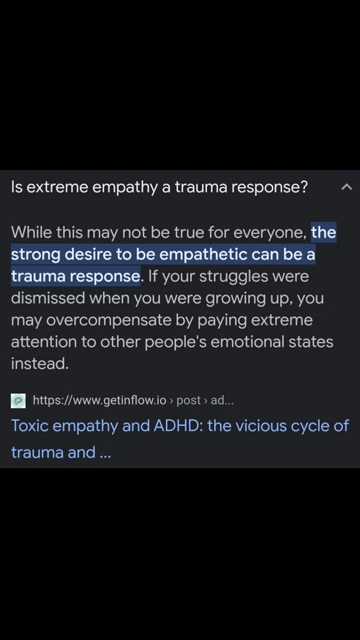 Is extreme empathy a trauma response?
While this may not be true for everyone, the
strong desire to be empathetic can be a
trauma response. If your struggles were
dismissed when you were growing up, you
may overcompensate by paying extreme
attention to other people's emotional states
instead.
https://www.getinflow.io › post › ad...
Toxic empathy and ADHD: the vicious cycle of
trauma and ...